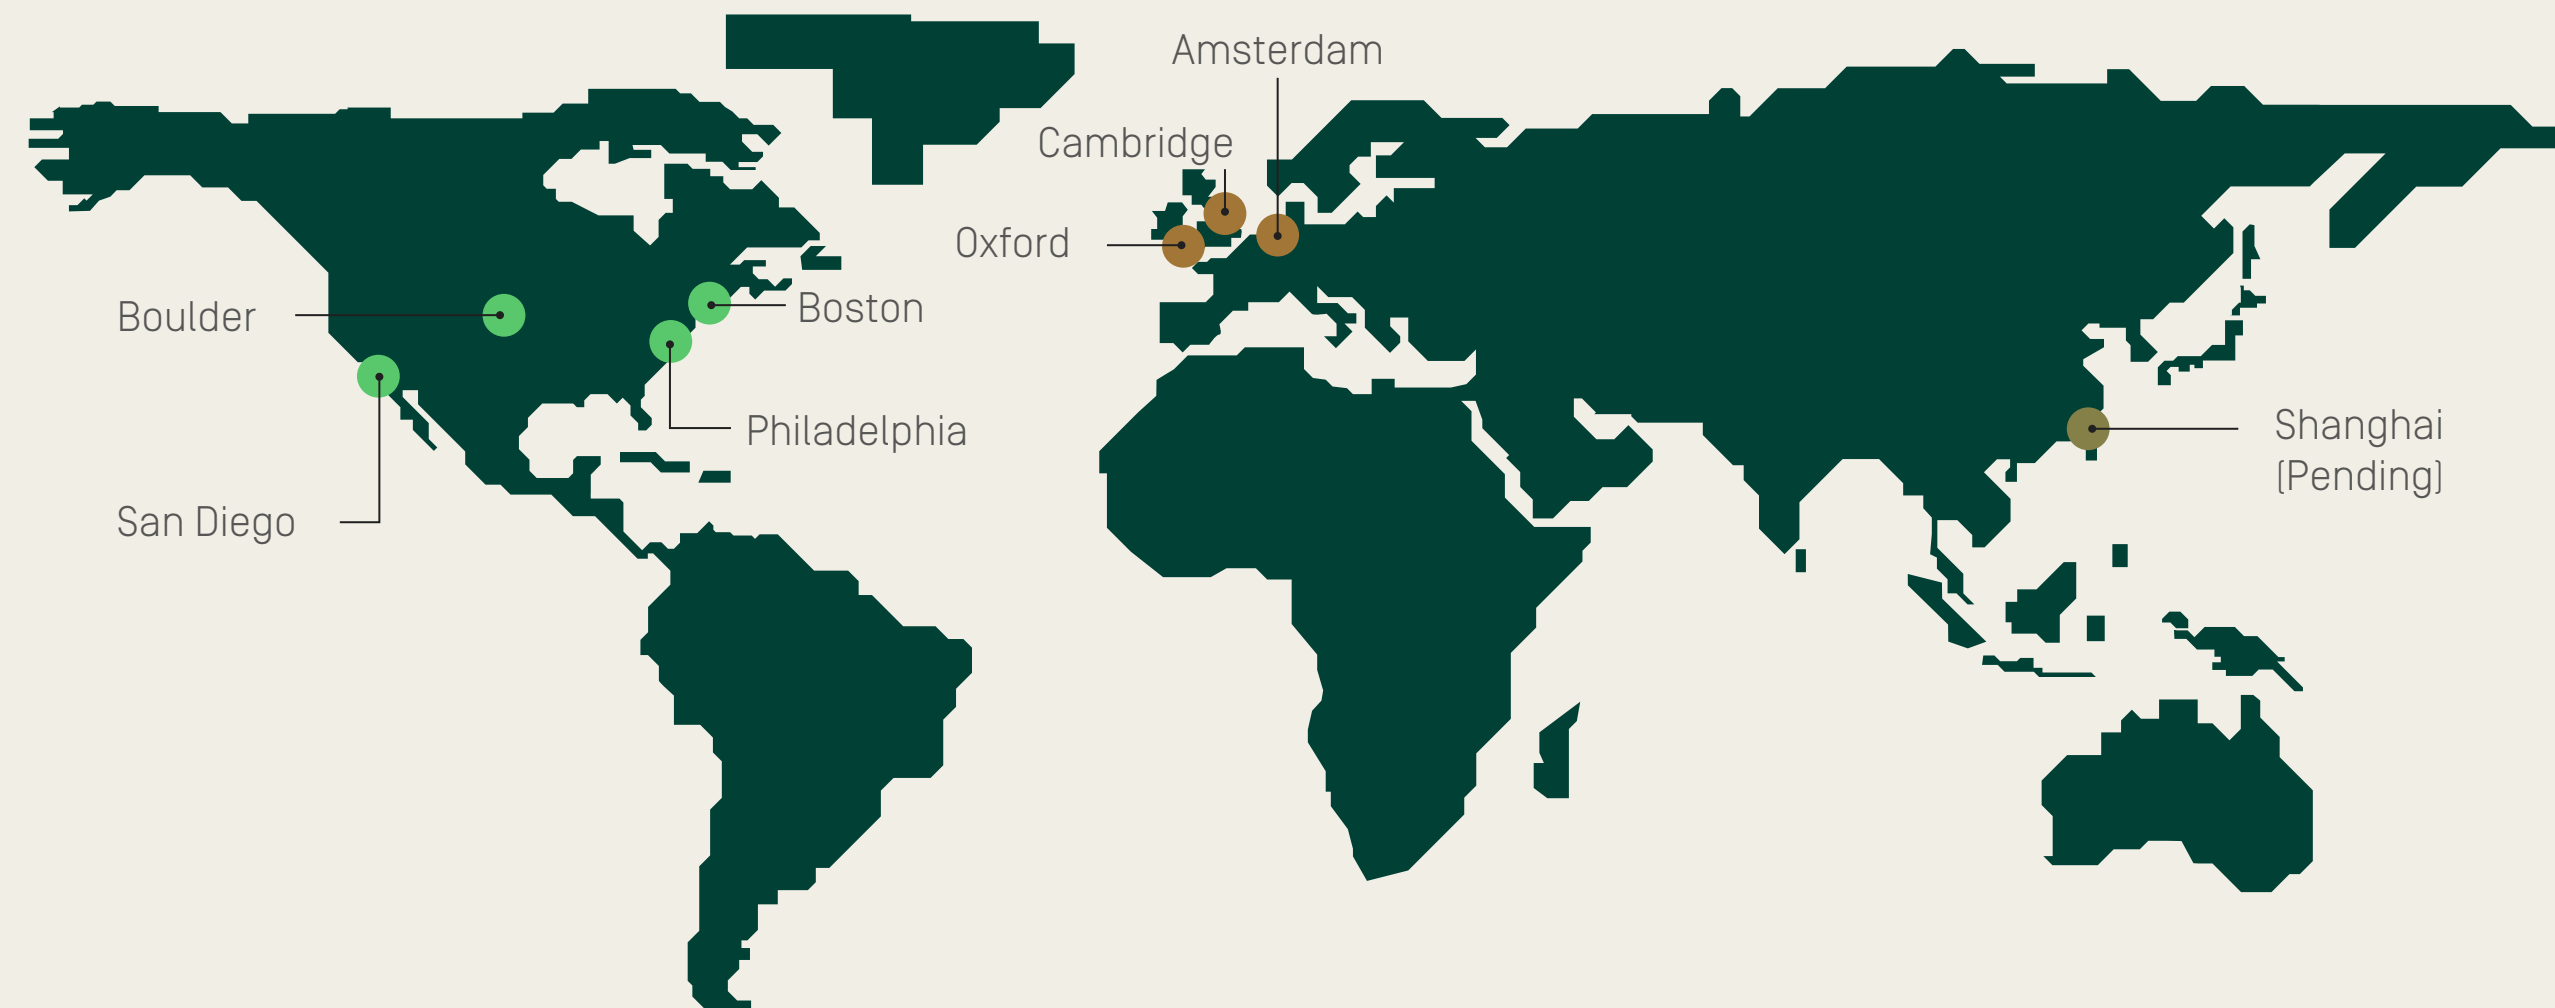 Amsterdam
Cambridge
Oxford
Boulder
Boston
Philadelphia
San Diego
Shanghai
(Pending)